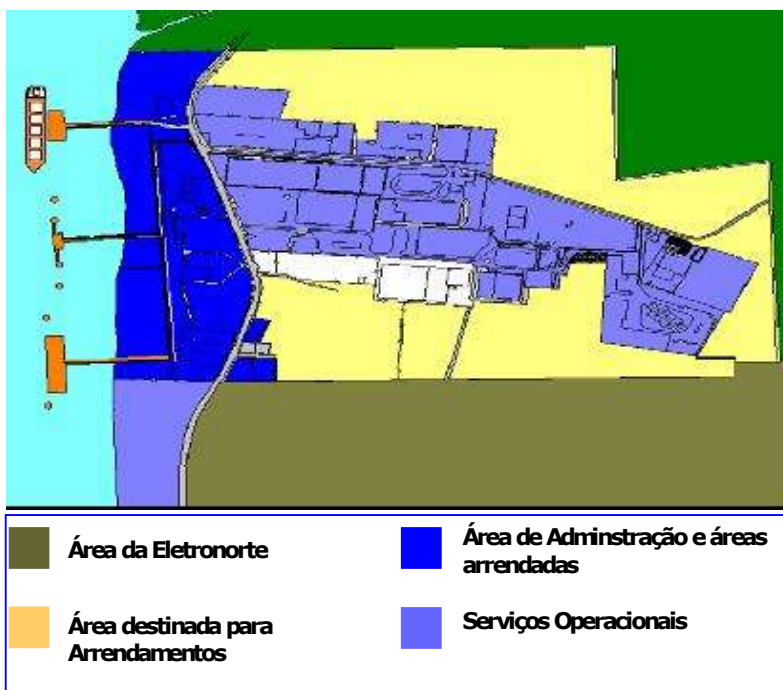 Área da Eletronorte
Área de Adminstração e áreas
arrendadas
Área destinada para
Arrendamentos
Serviços Operacionais